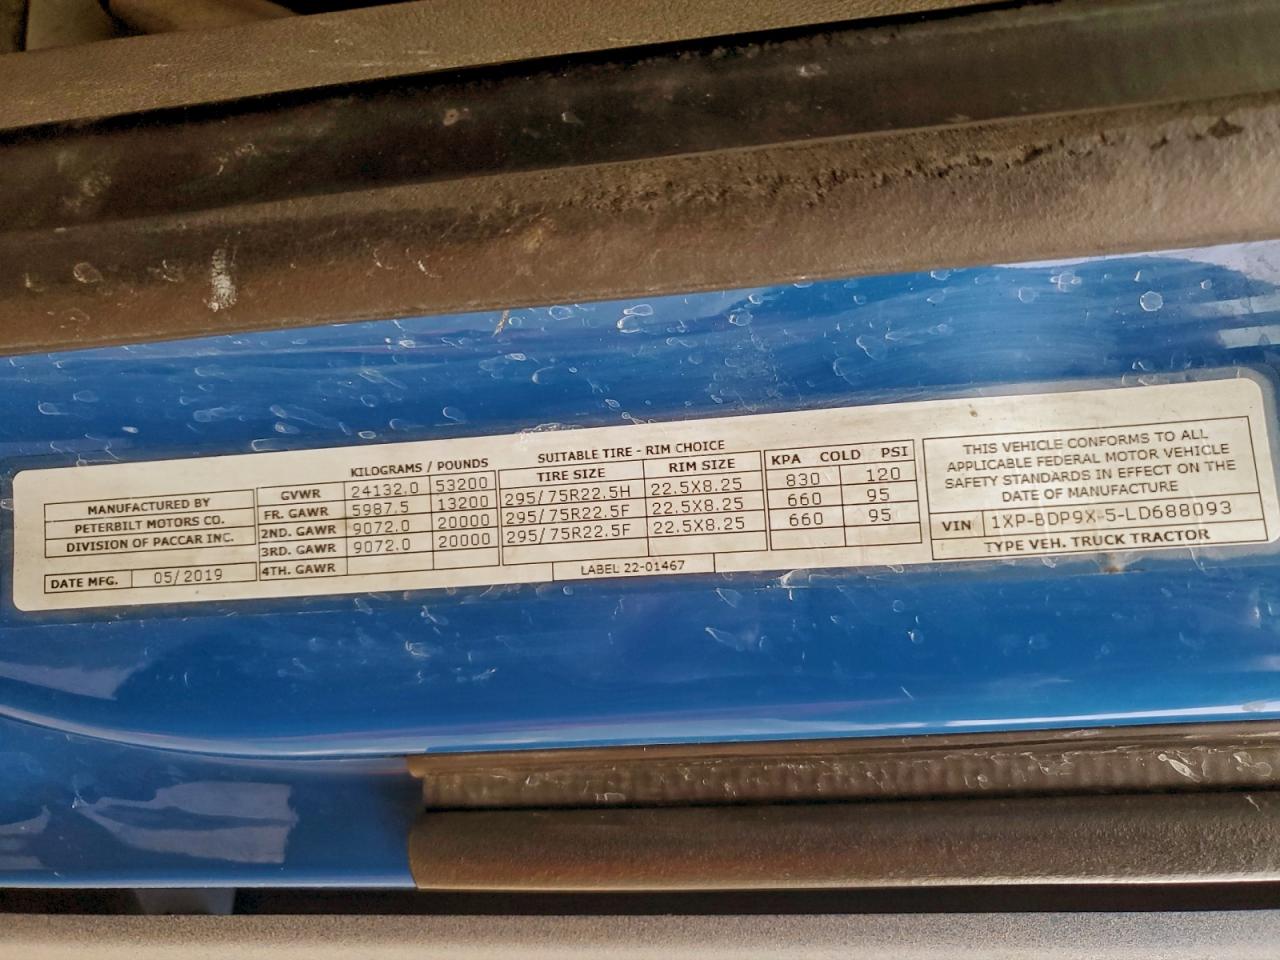 MANUFACTURED BY
PETERBILT MOTORS CO.
DIVISION OF PACCAR INC.
DATE MFG. 05/2019
KILOGRAMS / POUNDS
GVWR 24132.0 53200
FR. GAWR 5987.5 13200
2ND. GAWR 9072.0 20000
3RD. GAWR 9072.0 20000
4TH. GAWR
SUITABLE TIRE - RIM CHOICE
TIRE SIZE RIM SIZE
295/75R22.5H 22.5X8.25
295/75R22.5F 22.5X8.25
295/75R22.5F 22.5X8.25
LABEL 22-01467
KPA COLD PSI
830 120
660 95
660 95
THIS VEHICLE CONFORMS TO ALL
APPLICABLE FEDERAL MOTOR VEHICLE
SAFETY STANDARDS IN EFFECT ON THE
DATE OF MANUFACTURE
VIN 1XP-BDP9X-5-LD688093
TYPE VEH. TRUCK TRACTOR